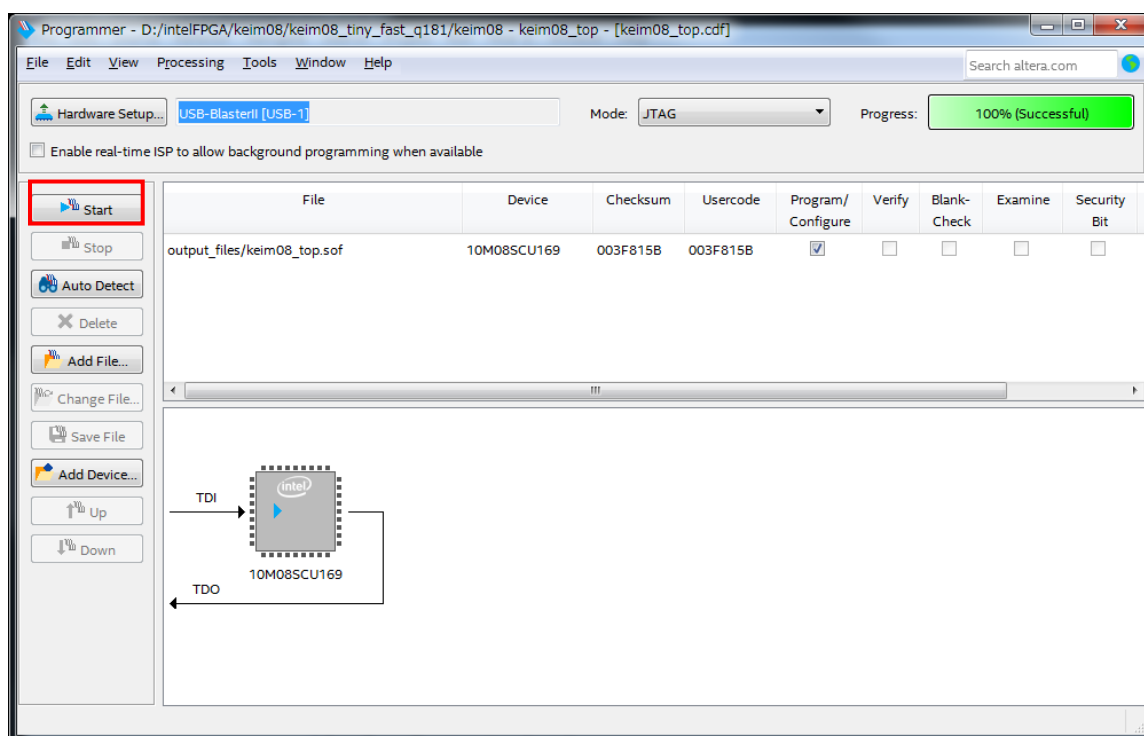 Programmer - D:/intelFPGA/keim08/keim08_tiny_fast_q181/keim08 - keim08_top - [keim08_top.cdf]
File Edit View Processing Tools Window Help
Search altera.com
Hardware Setup... USB-BlasterII [USB-1] Mode: JTAG Progress: 100% (Successful)
Enable real-time ISP to allow background programming when available
Start
Stop
Auto Detect
Delete
Add File...
Change File...
Save File
Add Device...
Up
Down
File Device Checksum Usercode Program/ Verify Blank- Examine Security
Configure Check Bit
output_files/keim08_top.sof 10M08SCU169 003F815B 003F815B
intel
TDI
10M08SCU169
TDO